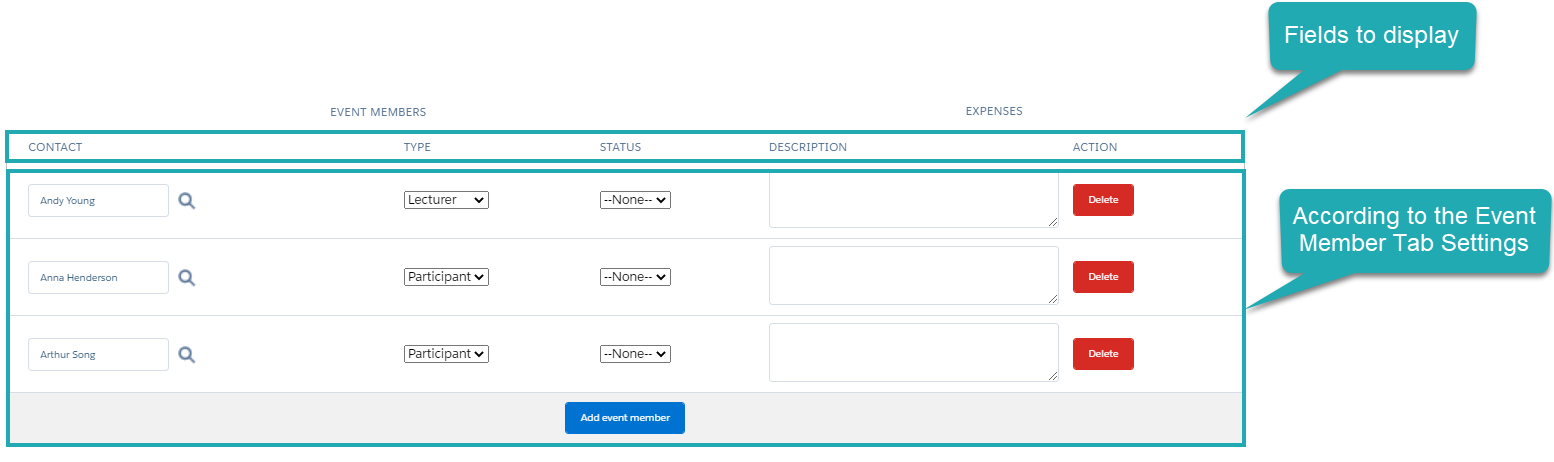 Fields to display
EVENT MEMBERS EXPENSES
CONTACT TYPE STATUS DESCRIPTION ACTION
Andy Young Lecturer --None-- Delete
According to the Event
Member Tab Settings
Anna Henderson Participant --None-- Delete
Arthur Song Participant --None-- Delete
Add event member